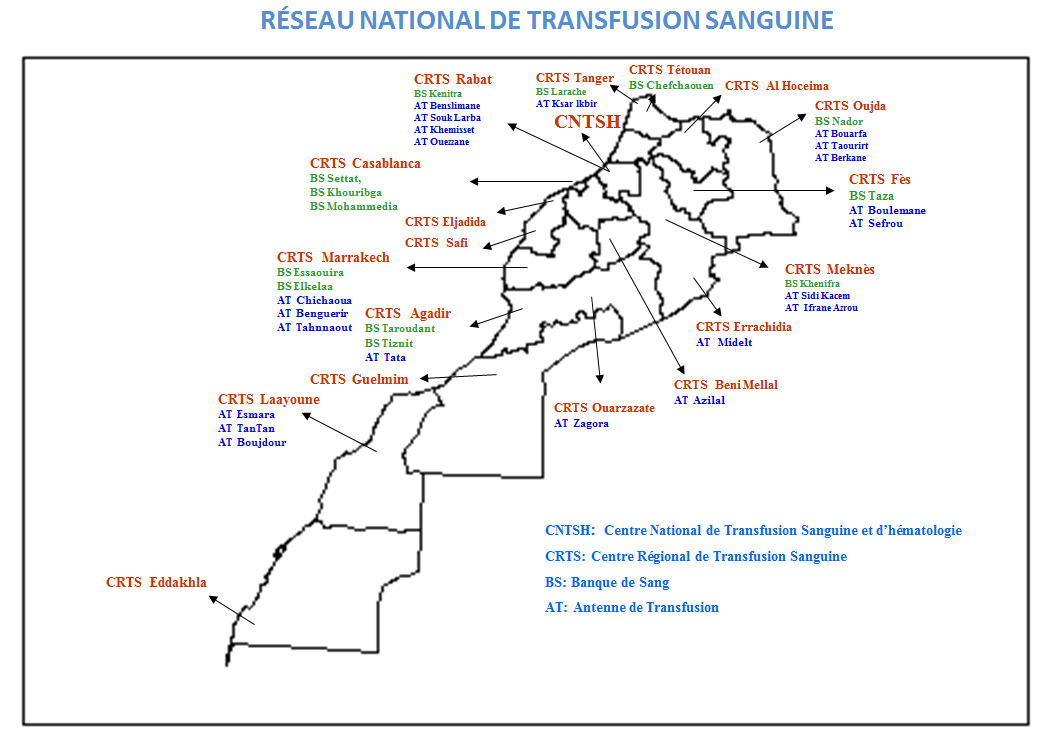 RÉSEAU NATIONAL DE TRANSFUSION SANGUINE
CRTS Rabat
BS Kenitra
AT Benslimane
AT Souk Larba
AT Khemisset
AT Ouezzane
CRTS Tanger
BS Larache
AT Ksar lkbir
CRTS Tétouan
BS Chefchaouen
CRTS Al Hoceima
CNTSH
CRTS Oujda
BS Nador
AT Bouarfa
AT Taourirt
AT Berkane
CRTS Casablanca
BS Settat,
BS Khouribga
BS Mohammedia
CRTS Fès
BS Taza
AT Boulemane
AT Sefrou
CRTS Eljadida
CRTS Safi
CRTS Marrakech
BS Essaouira
BS Elkelaa
AT Chichaoua
AT Benguerir
AT Tahnnaout
CRTS Meknès
BS Khenifra
AT Sidi Kacem
AT Ifrane Azrou
CRTS Agadir
BS Taroudant
BS Tiznit
AT Tata
CRTS Errachidia
AT Midelt
CRTS Guelmim
CRTS Beni Mellal
AT Azilal
CRTS Laayoune
AT Esmara
AT TanTan
AT Boujdour
CRTS Ouarzazate
AT Zagora
CNTSH: Centre National de Transfusion Sanguine et d’hématologie
CRTS: Centre Régional de Transfusion Sanguine
BS: Banque de Sang
AT: Antenne de Transfusion
CRTS Eddakhla